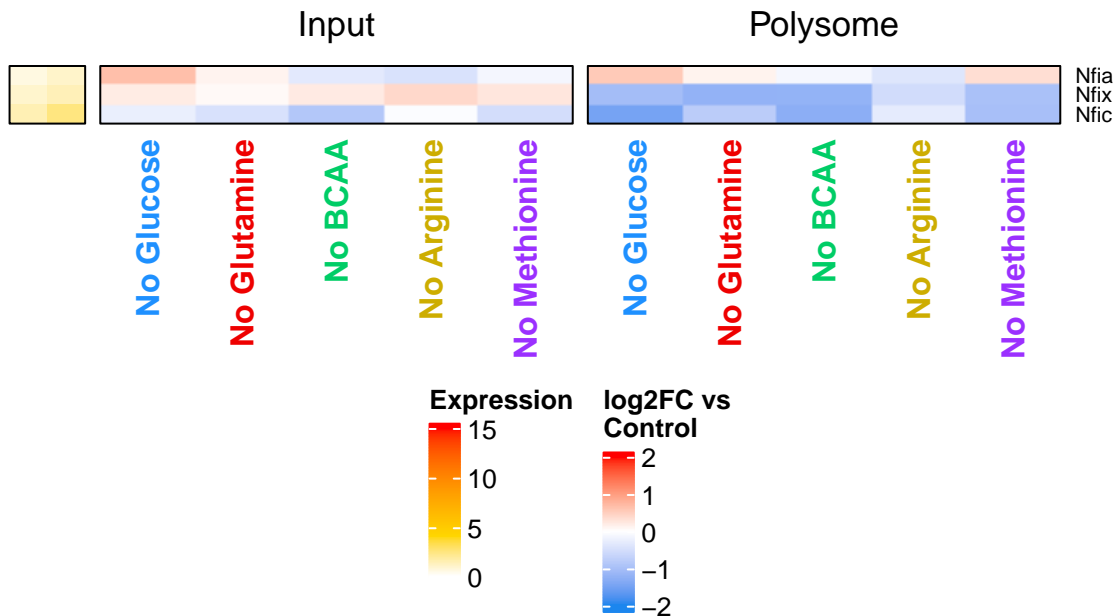 Input
Polysome
Nfia
Nfix
Nfic
No Glucose
No Glutamine
No BCAA
No Arginine
No Methionine
No Glucose
No Glutamine
No BCAA
No Arginine
No Methionine
Expression
15
10
5
0
log2FC vs
Control
2
1
0
−1
−2